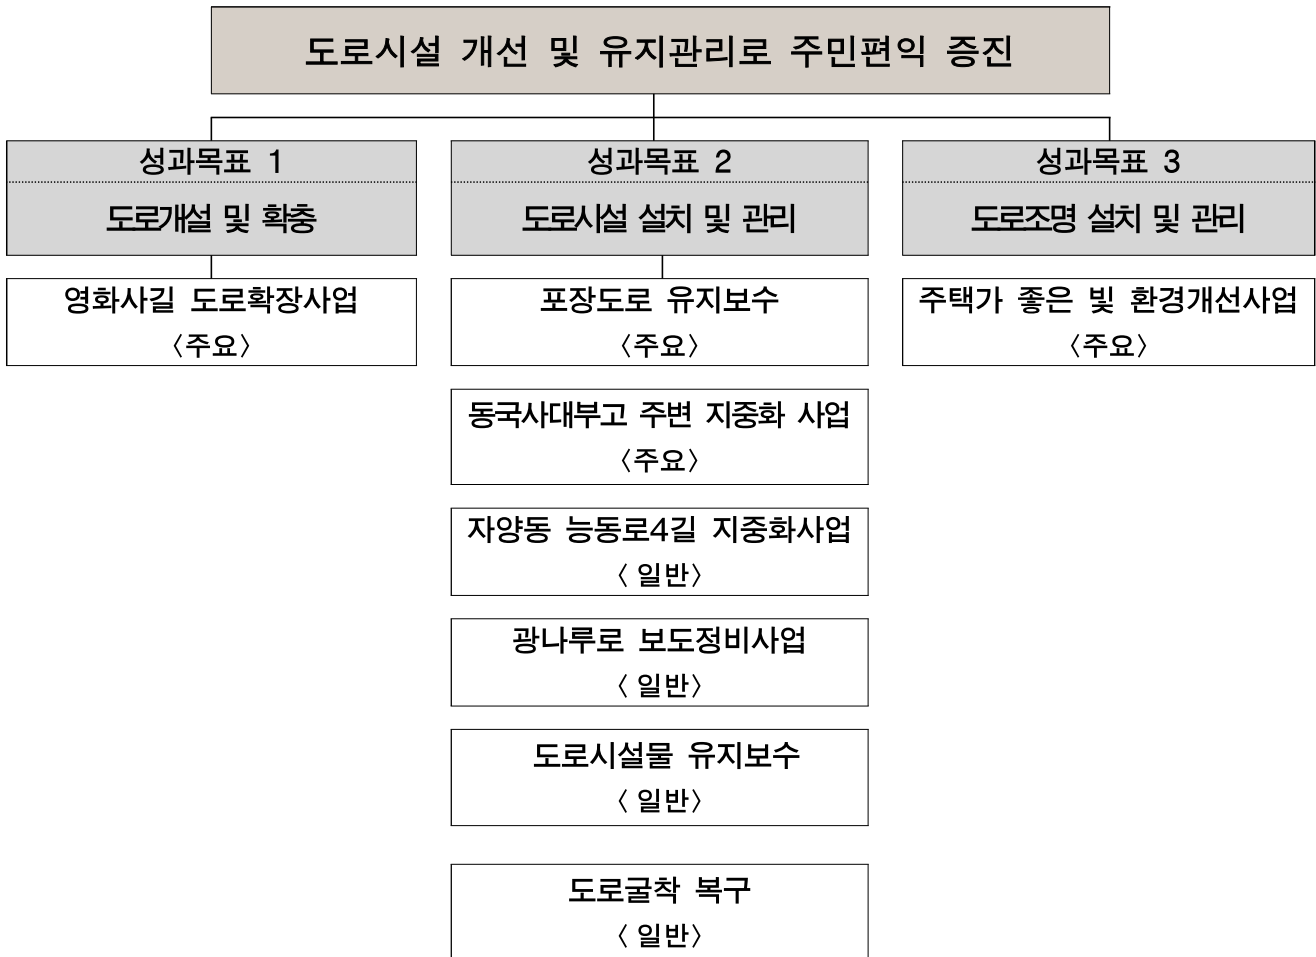 도로시설 개선 및 유지관리로 주민편익 증진
성과목표 1
도로개설 및 확충
영화사길 도로확장사업
〈주요〉
성과목표 2
도로시설 설치 및 관리
포장도로 유지보수
〈주요〉
동국사대부고 주변 지중화 사업
〈주요〉
자양동 능동로4길 지중화사업
〈 일반〉
광나루로 보도정비사업
〈 일반〉
도로시설물 유지보수
〈 일반〉
도로굴착 복구
〈 일반〉
성과목표 3
도로조명 설치 및 관리
주택가 좋은 빛 환경개선사업
〈주요〉